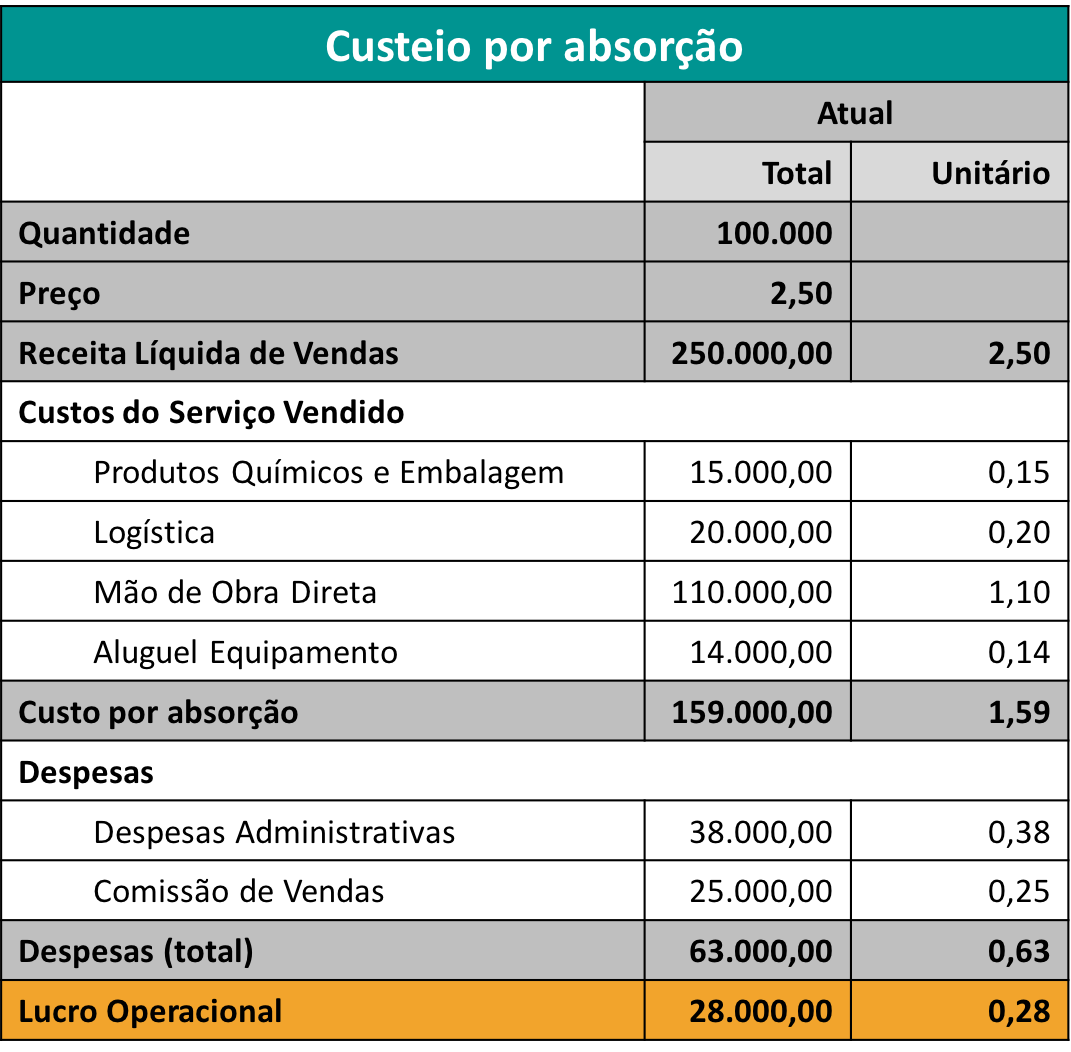 Custeio por absorção
Atual
Total Unitário
Quantidade 100.000
Preço 2,50
Receita Líquida de Vendas 250.000,00 2,50
Custos do Serviço Vendido
Produtos Químicos e Embalagem 15.000,00 0,15
Logística 20.000,00 0,20
Mão de Obra Direta 110.000,00 1,10
Aluguel Equipamento 14.000,00 0,14
Custo por absorção 159.000,00 1,59
Despesas
Despesas Administrativas 38.000,00 0,38
Comissão de Vendas 25.000,00 0,25
Despesas (total) 63.000,00 0,63
Lucro Operacional 28.000,00 0,28